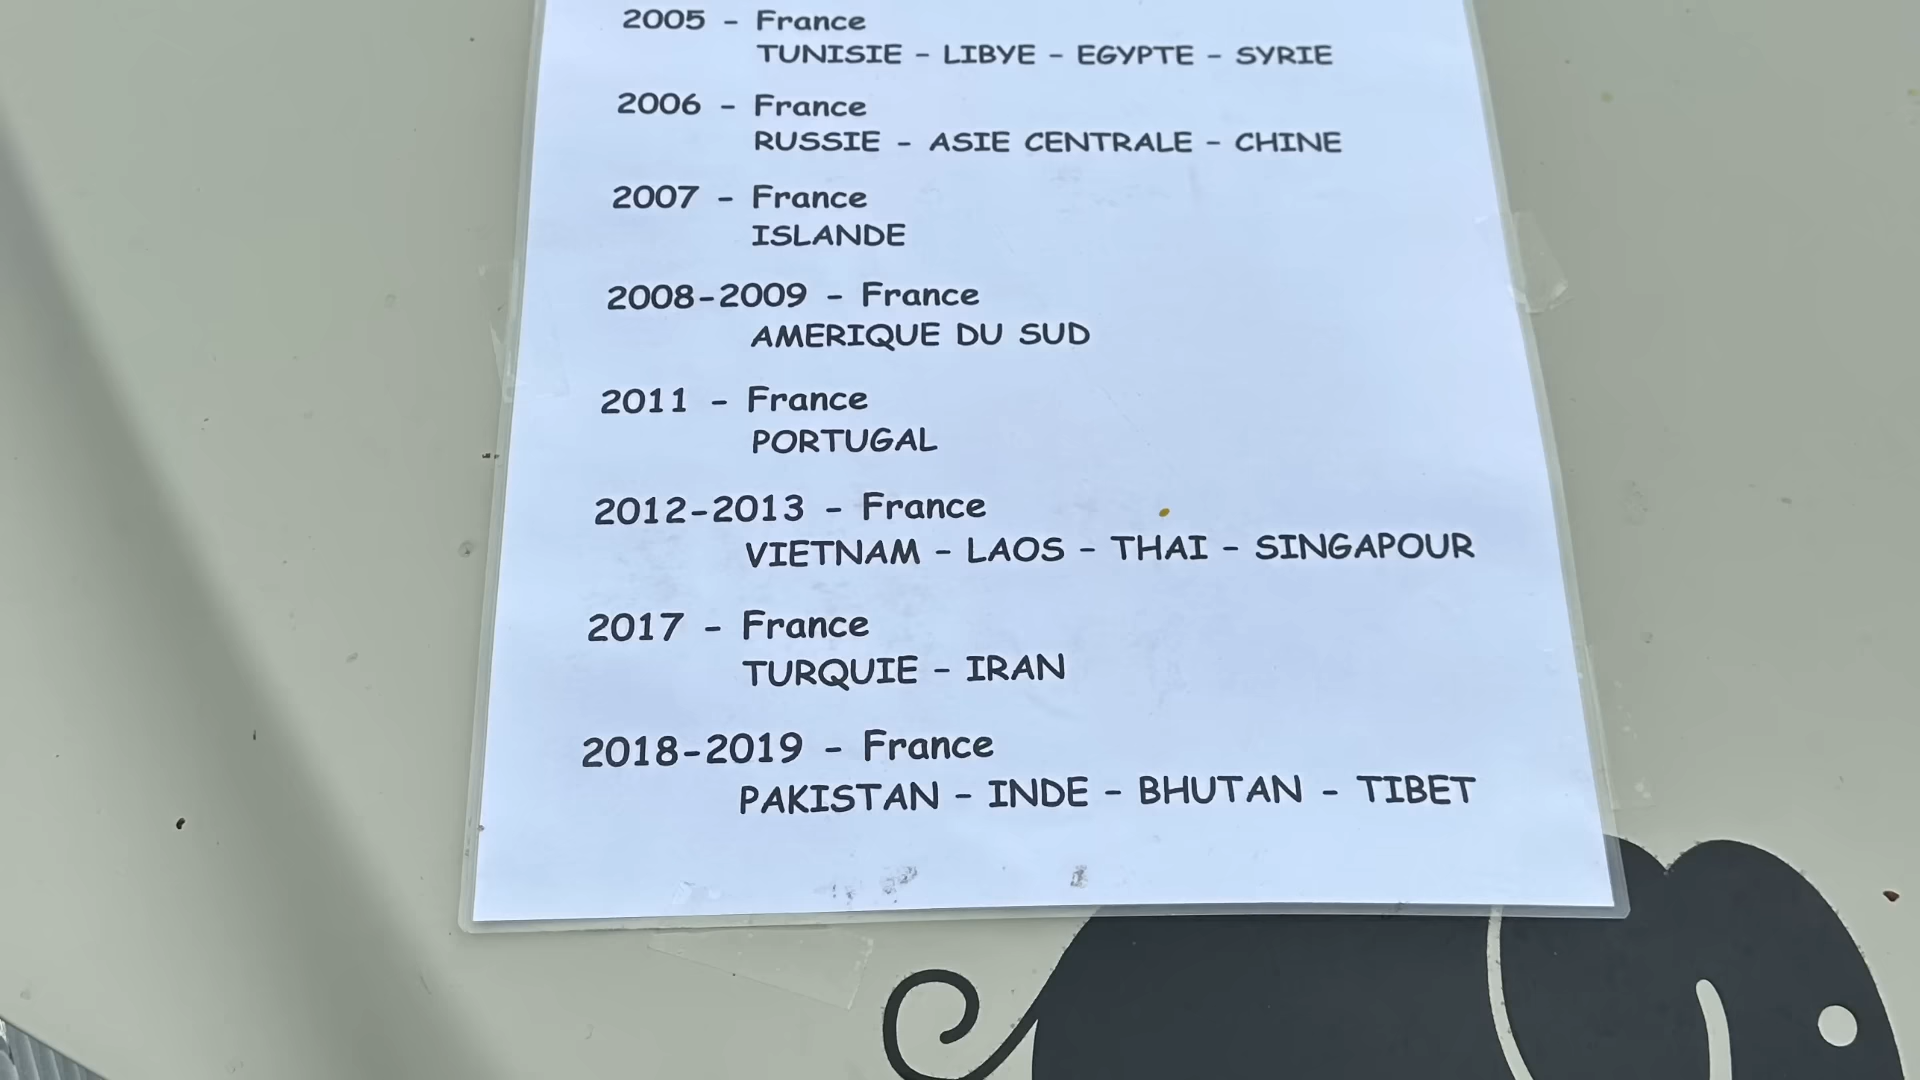 2005 - France
TUNISIE - LIBYE - EGYPTE - SYRIE
2006 - France
RUSSIE - ASIE CENTRALE - CHINE
2007 - France
ISLANDE
2008-2009 - France
AMERIQUE DU SUD
2011 - France
PORTUGAL
2012-2013 - France
VIETNAM - LAOS - THAI - SINGAPOUR
2017 - France
TURQUIE - IRAN
2018-2019 - France
PAKISTAN - INDE - BHUTAN - TIBET